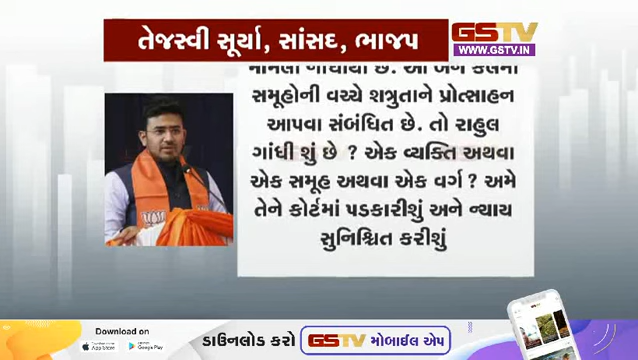 તેજસ્વી સૂર્યા, સાંસદ, ભાજપ
GSTV
WWW.GSTV.IN
સમૂહોની વચ્ચે શત્રુતાને પ્રોત્સાહન
આપવા સંબંધિત છે. તો રાહુલ
ગાંધી શું છે ? એક વ્યક્તિ અથવા
એક સમૂહ અથવા એક વર્ગ ? અમે
તેને કોર્ટમાં પડકારીશું અને ન્યાય
સુનિશ્ચિત કરીશું
Download on
App Store
Google Play
ડાઉનલોડ કરો GSTV મોબાઈલ એપ